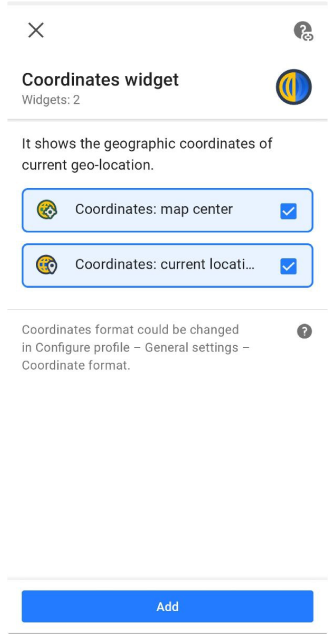 Coordinates widget
Widgets: 2
It shows the geographic coordinates of
current geo-location.
Coordinates: map center
Coordinates: current locati...
Coordinates format could be changed
in Configure profile – General settings –
Coordinate format.
Add